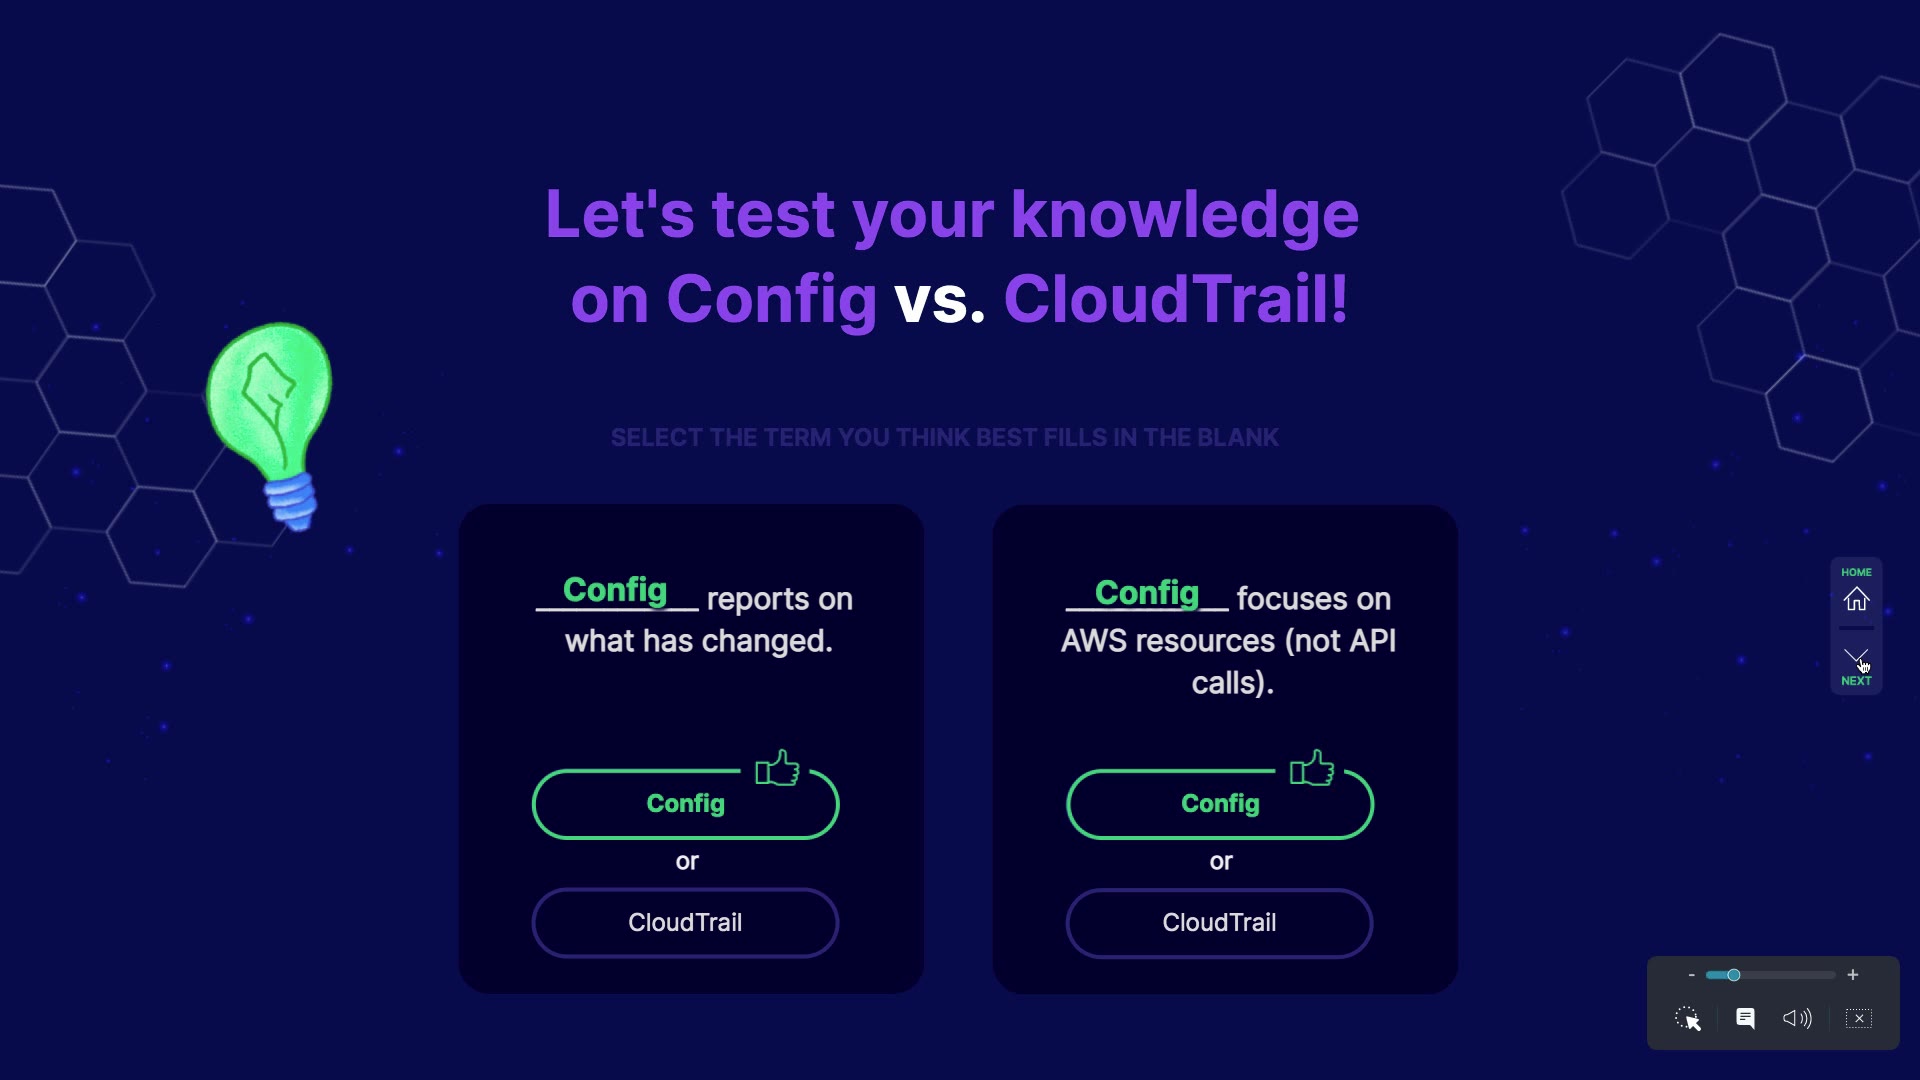 Let's test your knowledge
on Config vs. CloudTrail!
SELECT THE TERM YOU THINK BEST FILLS IN THE BLANK
Config reports on
what has changed.
Config
or
CloudTrail
Config focuses on
AWS resources (not API
calls).
Config
or
CloudTrail
HOME
NEXT
- +